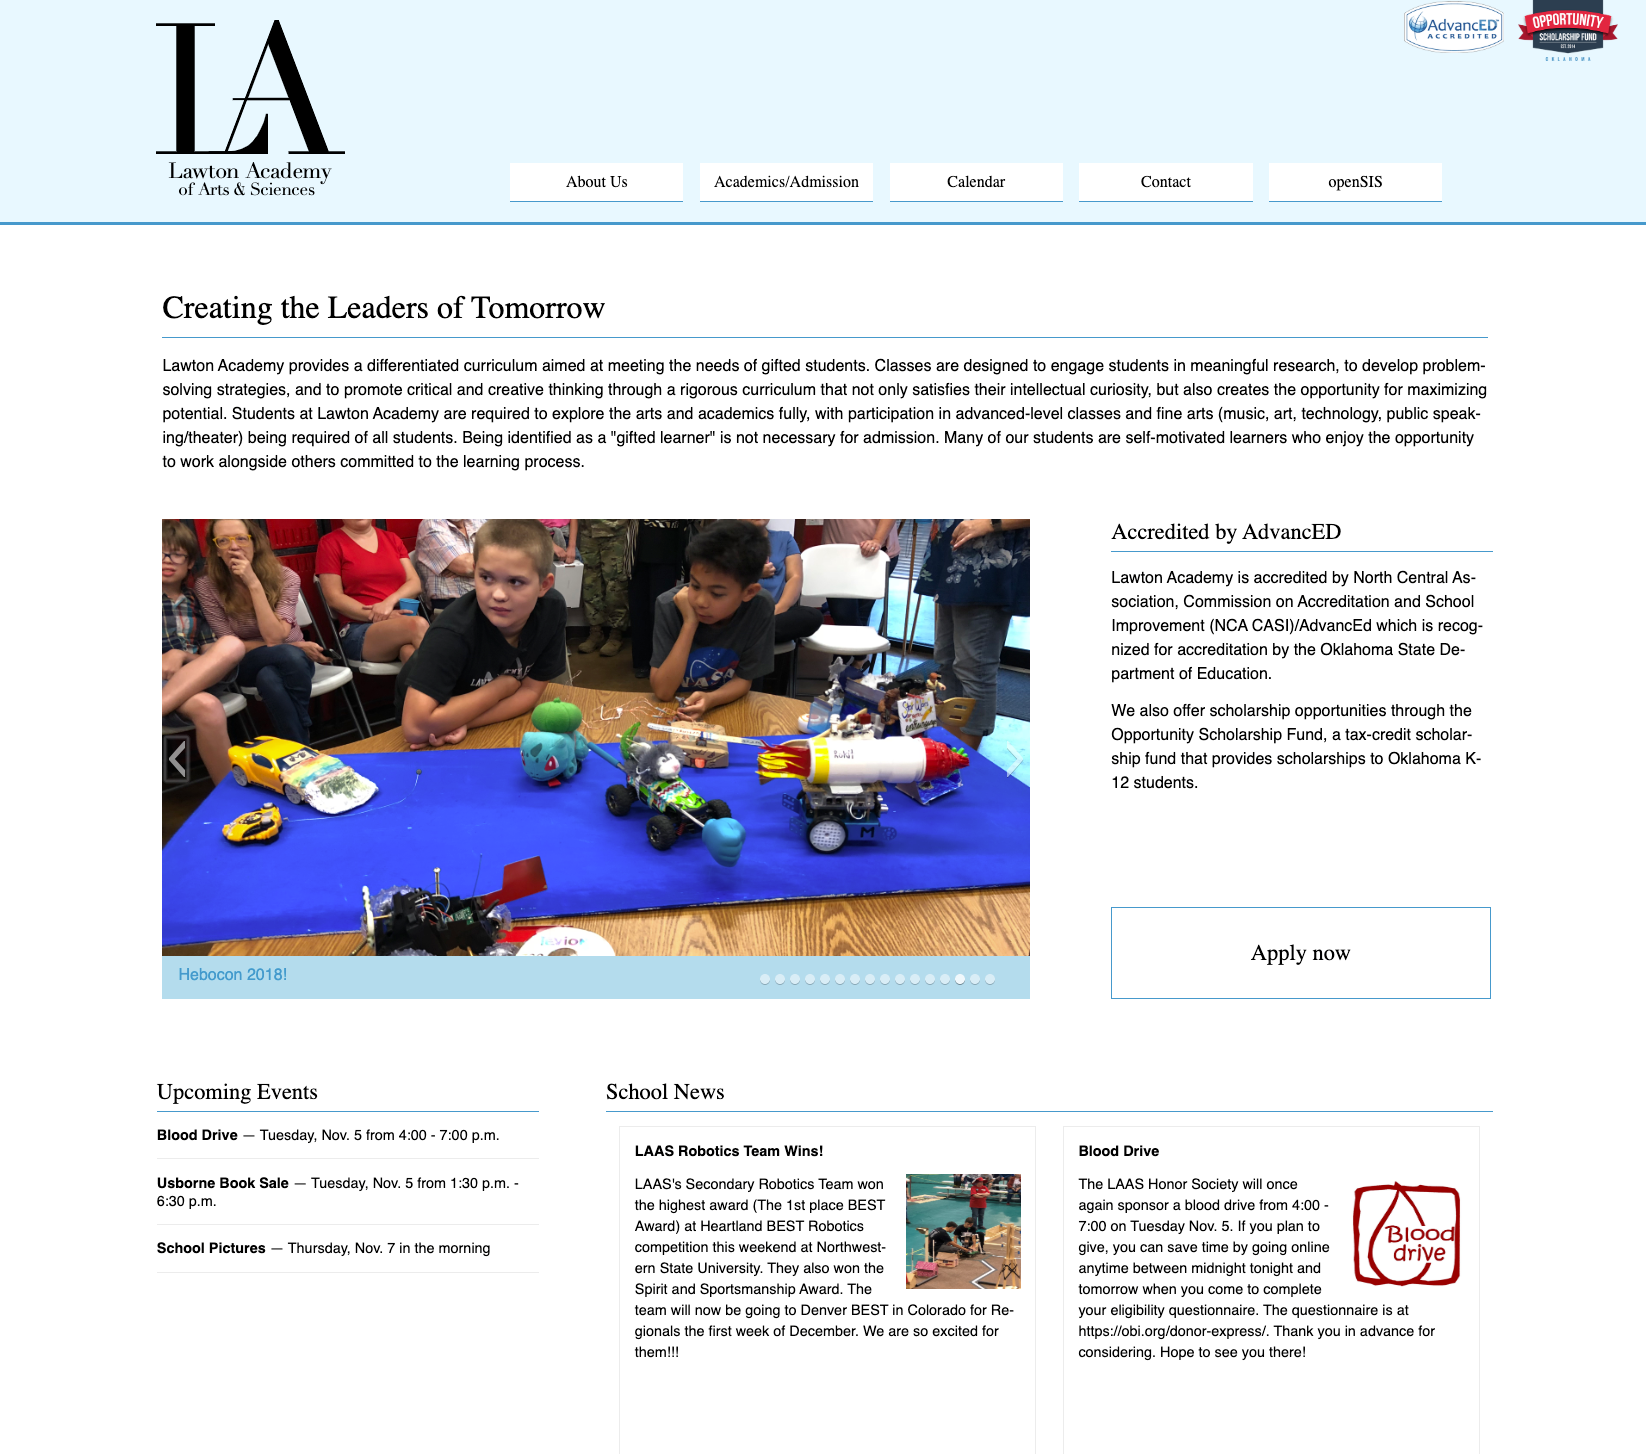 LA
Lawton Academy
of Arts & Sciences
AdvancED
ACCREDITED
OPPORTUNITY
SCHOLARSHIP FUND
EST. 2014
OKLAHOMA
About Us
Academics/Admission
Calendar
Contact
openSIS
Creating the Leaders of Tomorrow
Lawton Academy provides a differentiated curriculum aimed at meeting the needs of gifted students. Classes are designed to engage students in meaningful research, to develop problem-
solving strategies, and to promote critical and creative thinking through a rigorous curriculum that not only satisfies their intellectual curiosity, but also creates the opportunity for maximizing
potential. Students at Lawton Academy are required to explore the arts and academics fully, with participation in advanced-level classes and fine arts (music, art, technology, public speak-
ing/theater) being required of all students. Being identified as a "gifted learner" is not necessary for admission. Many of our students are self-motivated learners who enjoy the opportunity
to work alongside others committed to the learning process.
NASA
M
Hebocon 2018!
Accredited by AdvancED
Lawton Academy is accredited by North Central As-
sociation, Commission on Accreditation and School
Improvement (NCA CASI)/AdvancEd which is recog-
nized for accreditation by the Oklahoma State De-
partment of Education.
We also offer scholarship opportunities through the
Opportunity Scholarship Fund, a tax-credit scholar-
ship fund that provides scholarships to Oklahoma K-
12 students.
Apply now
Upcoming Events
Blood Drive — Tuesday, Nov. 5 from 4:00 - 7:00 p.m.
Usborne Book Sale — Tuesday, Nov. 5 from 1:30 p.m. -
6:30 p.m.
School Pictures — Thursday, Nov. 7 in the morning
School News
LAAS Robotics Team Wins!
LAAS's Secondary Robotics Team won
the highest award (The 1st place BEST
Award) at Heartland BEST Robotics
competition this weekend at Northwest-
ern State University. They also won the
Spirit and Sportsmanship Award. The
team will now be going to Denver BEST in Colorado for Re-
gionals the first week of December. We are so excited for
them!!!
Blood Drive
The LAAS Honor Society will once
again sponsor a blood drive from 4:00 -
7:00 on Tuesday Nov. 5. If you plan to
give, you can save time by going online
anytime between midnight tonight and
tomorrow when you come to complete
your eligibility questionnaire. The questionnaire is at
https://obi.org/donor-express/. Thank you in advance for
considering. Hope to see you there!
Blood
drive